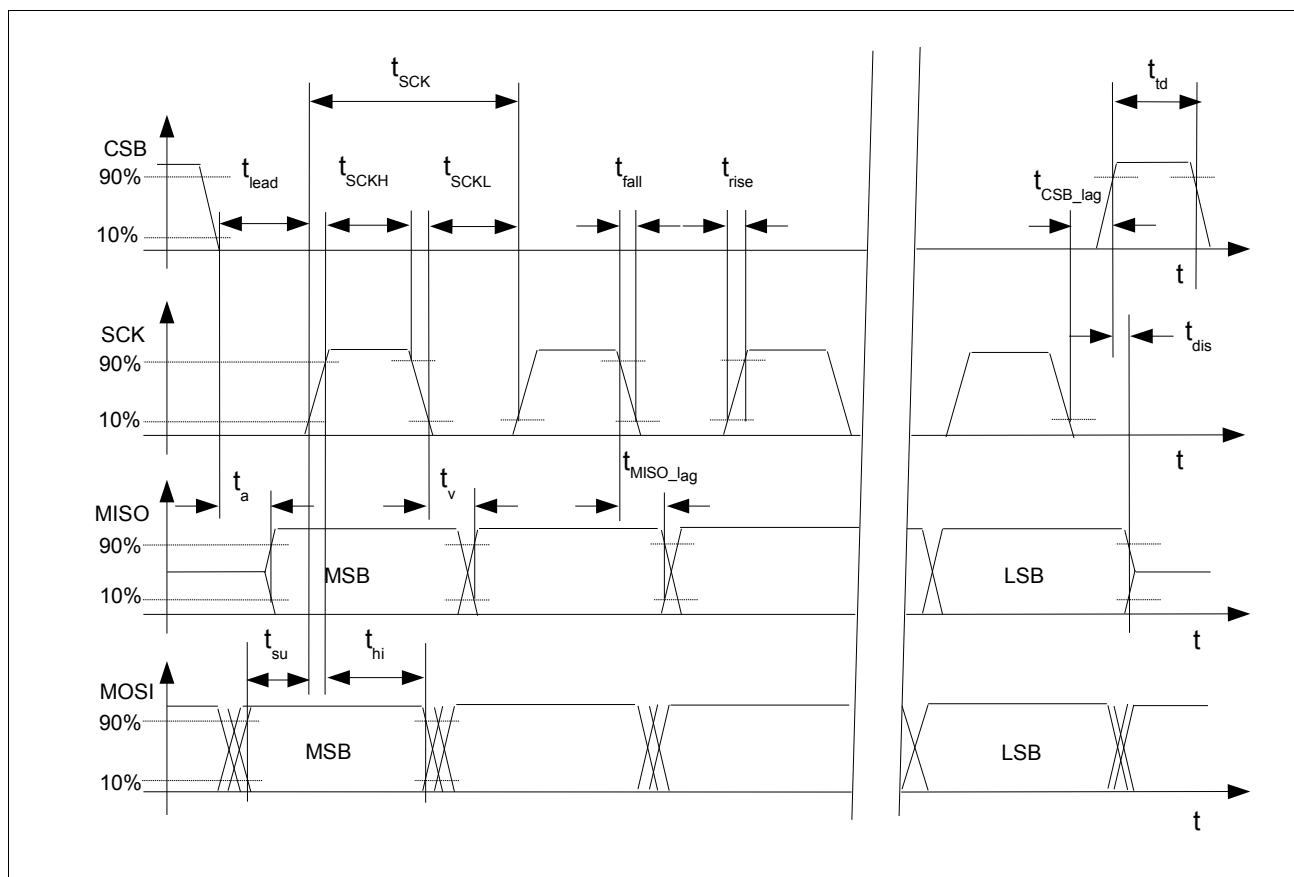 t_SCK
t_td
CSB
90%
t_lead
t_SCKH
t_SCKL
t_fall
t_rise
t_CSB_lag
10%
t
SCK
90%
t_dis
10%
t
t_a
t_v
t_MISO_lag
MISO
90%
MSB
LSB
10%
t
t_su
t_hi
MOSI
90%
MSB
LSB
10%
t